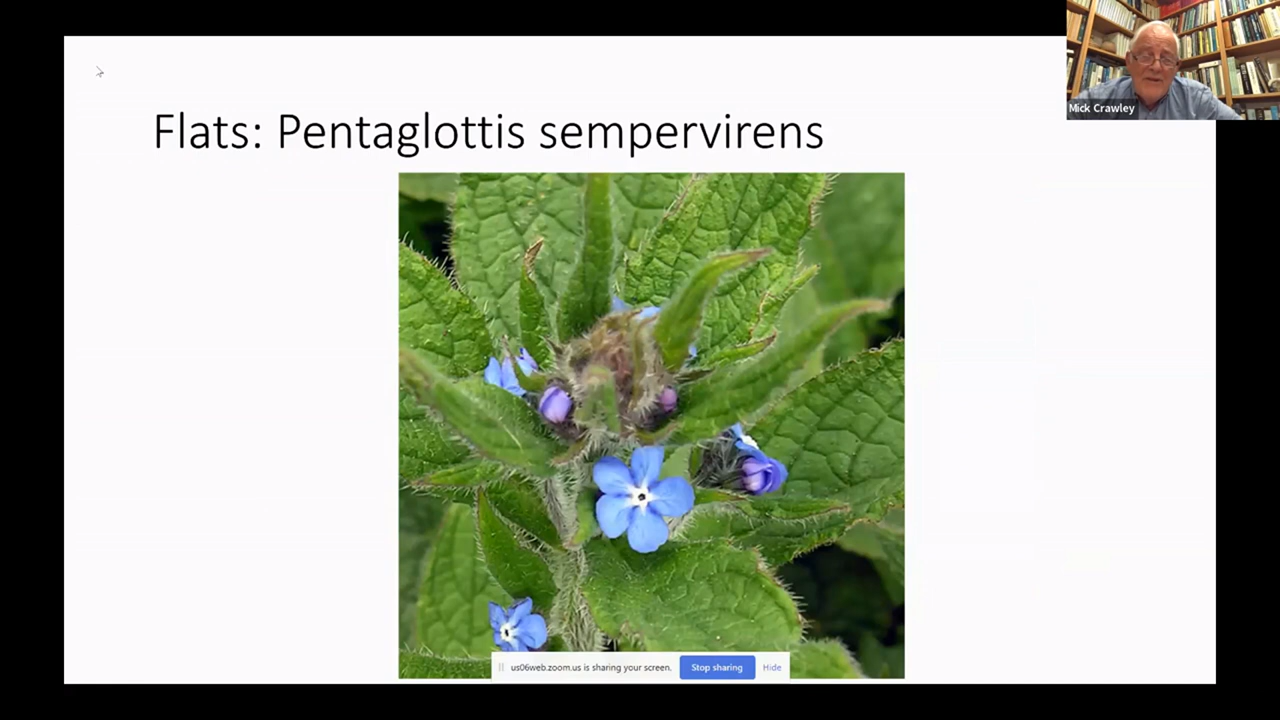 Mick Crawley
Flats: Pentaglottis sempervirens
us06web.zoom.us is sharing your screen. Stop sharing Hide